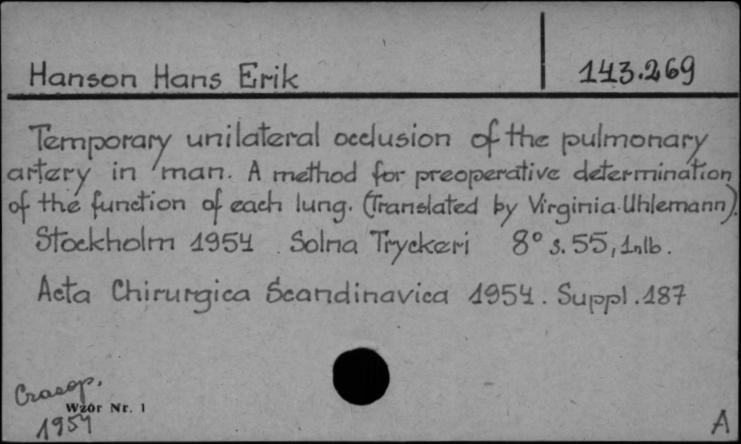 Hanson Hans Erik
143.269
Temporary unilateral occlusion of the pulmonary
artery in man. A method for preoperative determination
of the function of each lung. (Translated by Virginia Uhlemann).
Stockholm 1954. Solna Tryckeri 8° s. 55, 1nlb.
Acta Chirurgica Scandinavica 1954. Suppl. 187
Czasop.
Wzór Nr. 1
1954
A